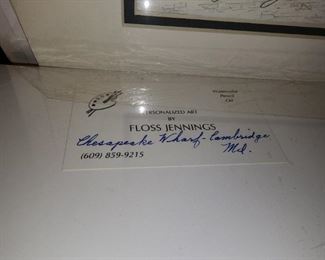 Watercolor
Pencil
Oil
PERSONALIZED ART
BY
FLOSS JENNINGS
Chesapeake Wharf - Cambridge
Md.
(609) 859-9215